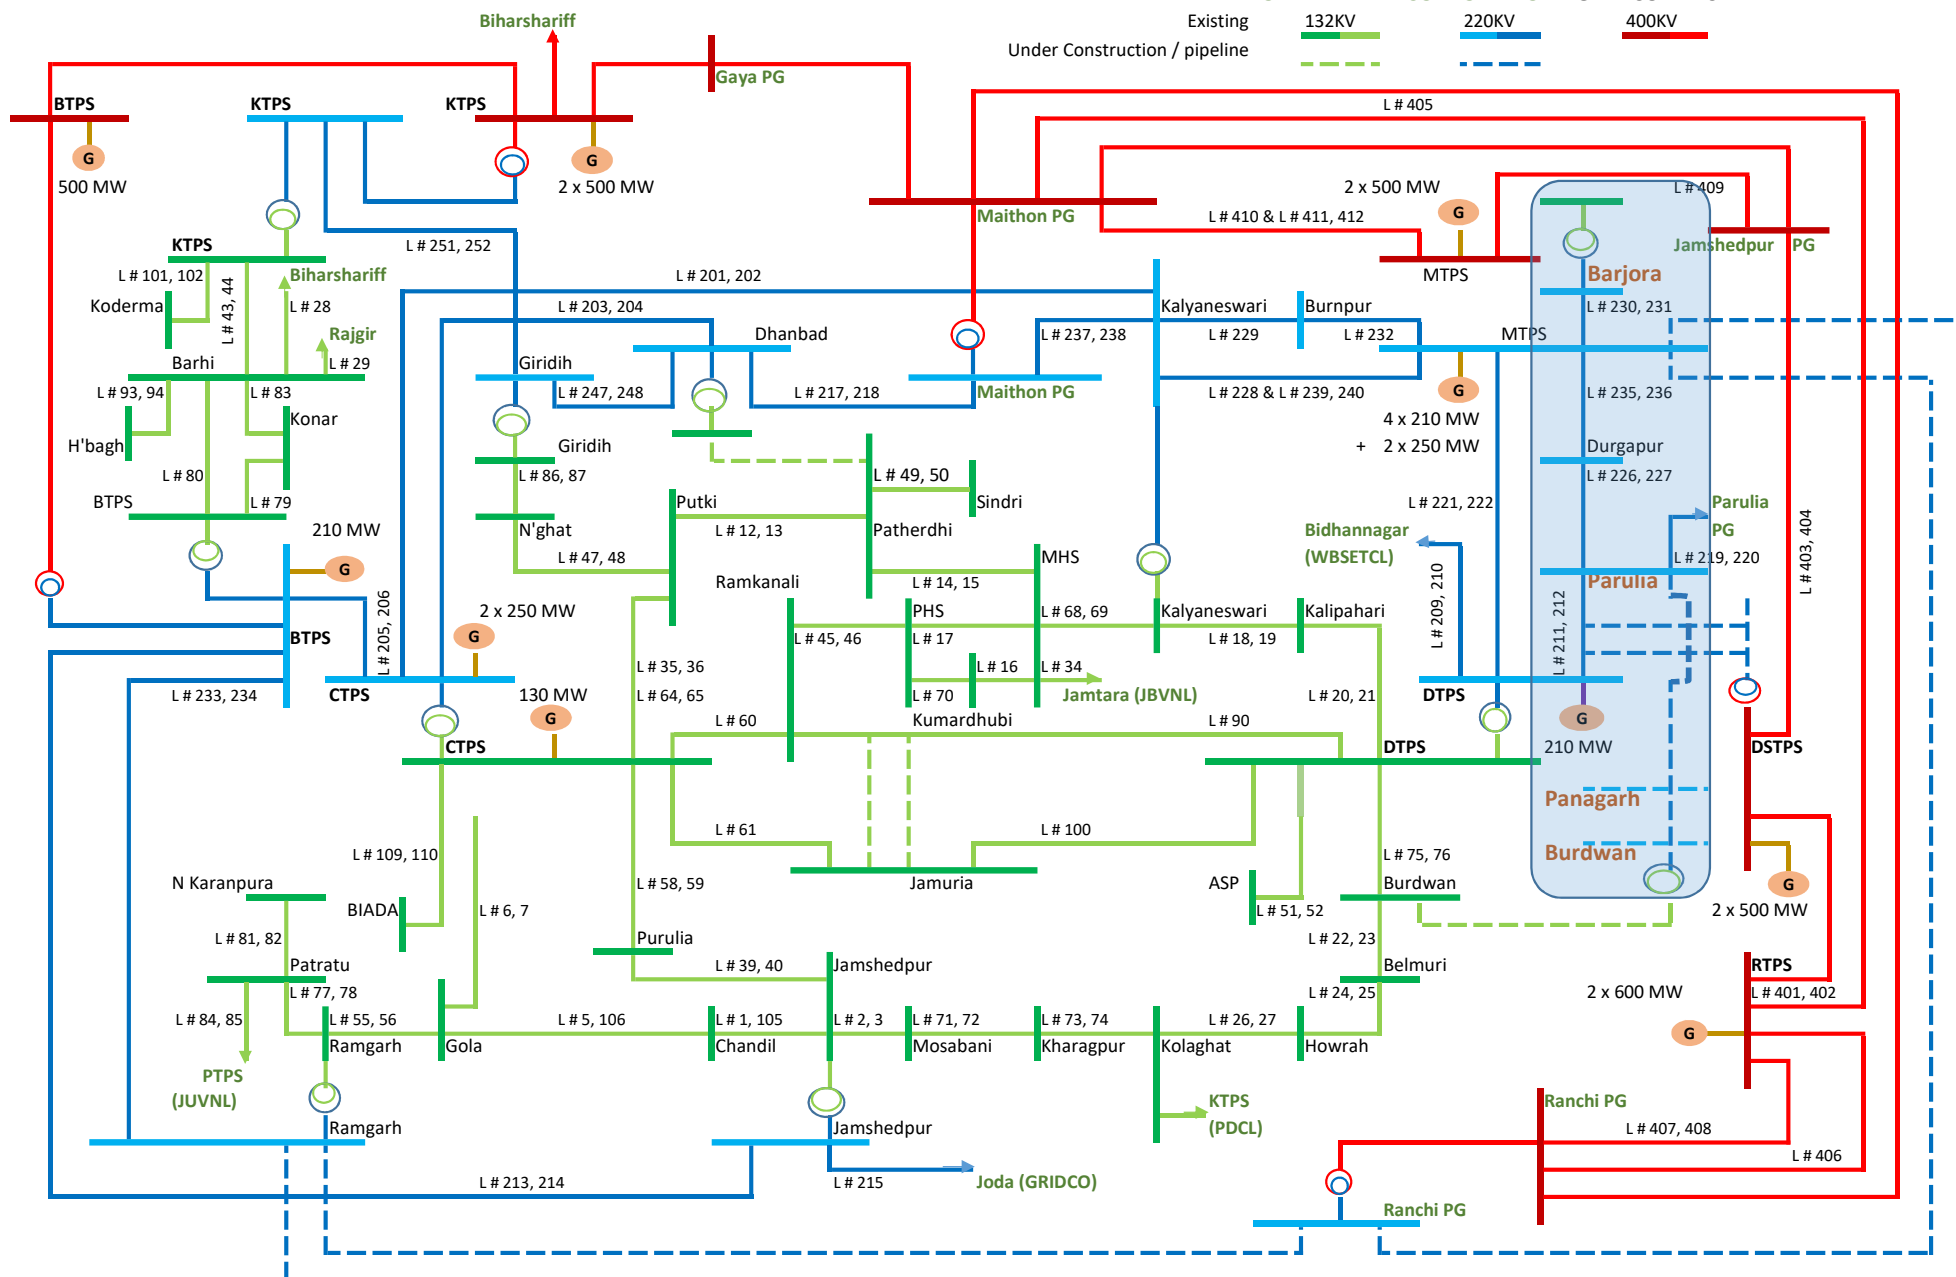 Existing
132KV
220KV
400KV
Under Construction / pipeline
Biharshariff
Gaya PG
BTPS
KTPS
KTPS
L # 405
G
500 MW
G
2 x 500 MW
2 x 500 MW
G
L # 409
Maithon PG
L # 410 & L # 411, 412
Jamshedpur PG
MTPS
KTPS
L # 251, 252
L # 101, 102
Biharshariff
Barjora
L # 201, 202
Koderma
L # 43, 44
L # 28
Kalyaneswari
Burnpur
L # 230, 231
L # 203, 204
Rajgir
Dhanbad
L # 237, 238
L # 229
L # 232
MTPS
Barhi
L # 29
Giridih
L # 93, 94
L # 83
L # 247, 248
L # 217, 218
Maithon PG
L # 228 & L # 239, 240
G
L # 235, 236
Konar
4 x 210 MW
H'bagh
Giridih
+ 2 x 250 MW
Durgapur
L # 80
L # 86, 87
L # 49, 50
L # 226, 227
BTPS
L # 79
Putki
Sindri
L # 221, 222
Parulia
PG
210 MW
N'ghat
L # 12, 13
Patherdhi
Bidhannagar
(WBSETCL)
L # 403, 404
G
L # 47, 48
Ramkanali
MHS
L # 14, 15
L # 219, 220
Parulia
2 x 250 MW
L # 205, 206
PHS
L # 68, 69
Kalyaneswari
Kalipahari
L # 209, 210
L # 211, 212
G
BTPS
L # 45, 46
L # 17
L # 18, 19
L # 35, 36
L # 16
L # 34
L # 233, 234
CTPS
130 MW
L # 64, 65
L # 70
Jamtara (JBVNL)
L # 20, 21
DTPS
G
L # 60
Kumardhubi
L # 90
G
CTPS
DTPS
210 MW
DSTPS
Panagarh
L # 61
L # 100
L # 109, 110
L # 75, 76
Burdwan
N Karanpura
L # 58, 59
Jamuria
ASP
Burdwan
G
BIADA
L # 6, 7
L # 51, 52
2 x 500 MW
L # 81, 82
Purulia
L # 22, 23
Patratu
L # 39, 40
Jamshedpur
Belmuri
RTPS
L # 77, 78
L # 24, 25
2 x 600 MW
L # 401, 402
L # 84, 85
L # 55, 56
L # 5, 106
L # 1, 105
L # 2, 3
L # 71, 72
L # 73, 74
L # 26, 27
G
Ramgarh
Gola
Chandil
Mosabani
Kharagpur
Kolaghat
Howrah
PTPS
(JUVNL)
KTPS
(PDCL)
Ranchi PG
Ramgarh
Jamshedpur
L # 407, 408
L # 406
L # 213, 214
L # 215
Joda (GRIDCO)
Ranchi PG